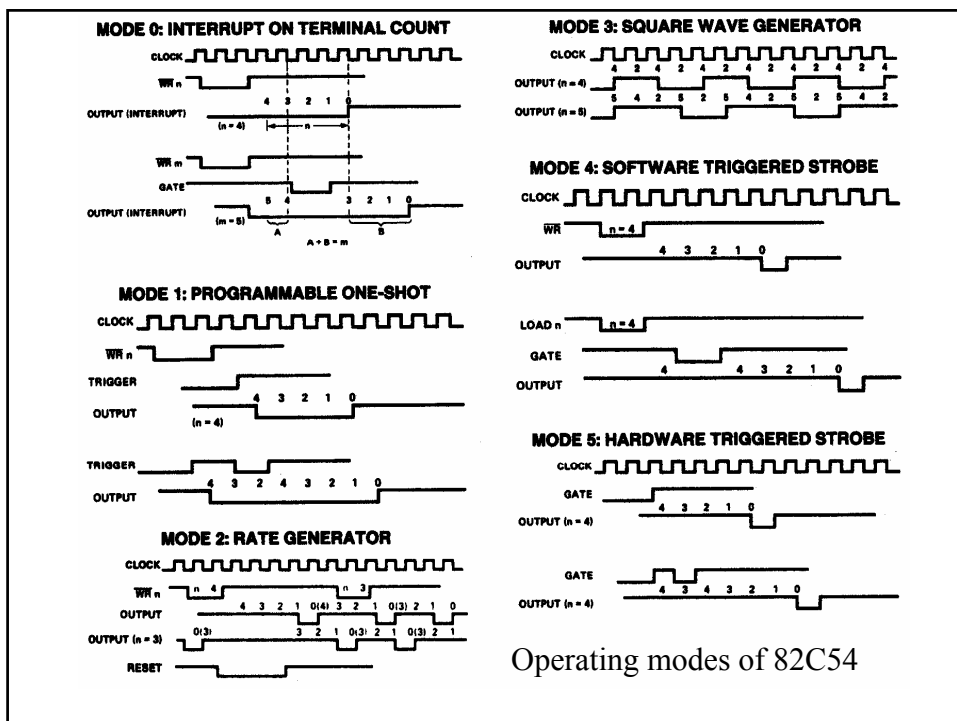 MODE 0: INTERRUPT ON TERMINAL COUNT
CLOCK
WR n
4 3 2 1 0
OUTPUT (INTERRUPT)
(n = 4)
n
WR m
GATE
5 4 3 2 1 0
OUTPUT (INTERRUPT)
(m = 5)
A
B
A + B = m
MODE 1: PROGRAMMABLE ONE-SHOT
CLOCK
WR n
TRIGGER
4 3 2 1 0
OUTPUT
(n = 4)
TRIGGER
4 3 2 4 3 2 1 0
OUTPUT
MODE 2: RATE GENERATOR
CLOCK
WR n
n 4
n 3
4 3 2 1 0(4) 3 2 1 0(3) 2 1 0
OUTPUT
0(3) 3 2 1 0(3) 2 1 0(3) 2 1
OUTPUT (n = 3)
RESET
MODE 3: SQUARE WAVE GENERATOR
CLOCK
4 2 4 2 4 2 4 2 4 2 4 2 4
OUTPUT (n = 4)
5 4 2 5 2 5 4 2 5 2 5 4 2
OUTPUT (n = 5)
MODE 4: SOFTWARE TRIGGERED STROBE
CLOCK
WR
n = 4
4 3 2 1 0
OUTPUT
LOAD n
n = 4
GATE
4 4 3 2 1 0
OUTPUT
MODE 5: HARDWARE TRIGGERED STROBE
CLOCK
GATE
4 3 2 1 0
OUTPUT (n = 4)
GATE
4 3 4 3 2 1 0
OUTPUT (n = 4)
Operating modes of 82C54